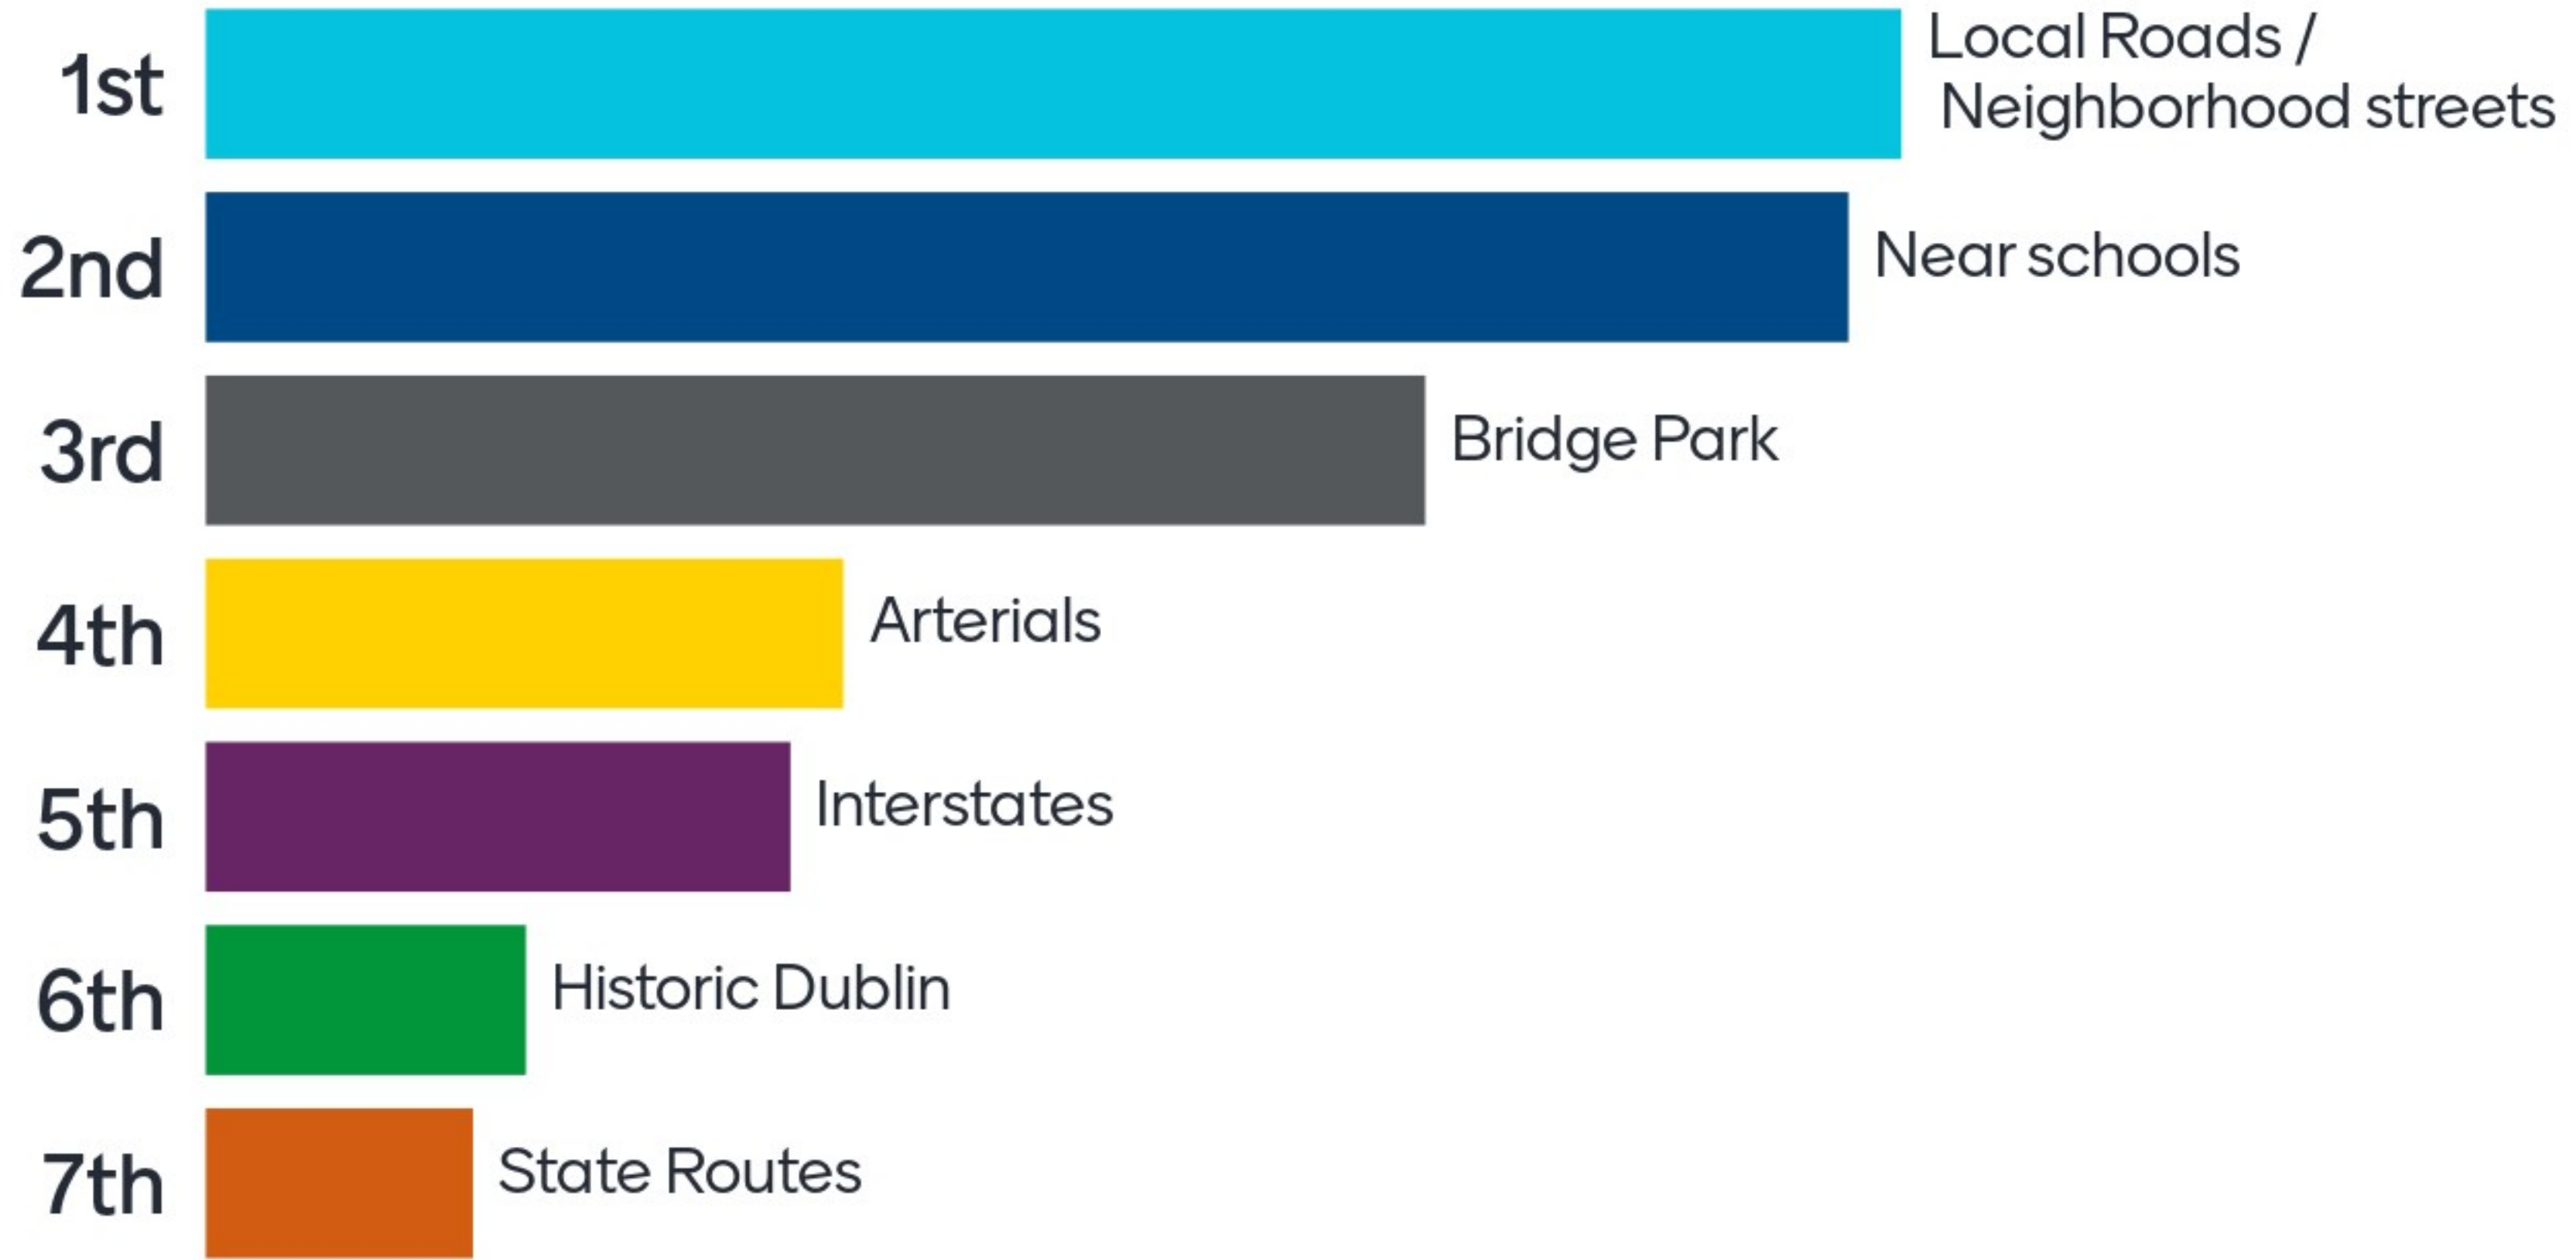 1st
Local Roads /
Neighborhood streets
2nd
Near schools
3rd
Bridge Park
4th
Arterials
5th
Interstates
6th
Historic Dublin
7th
State Routes